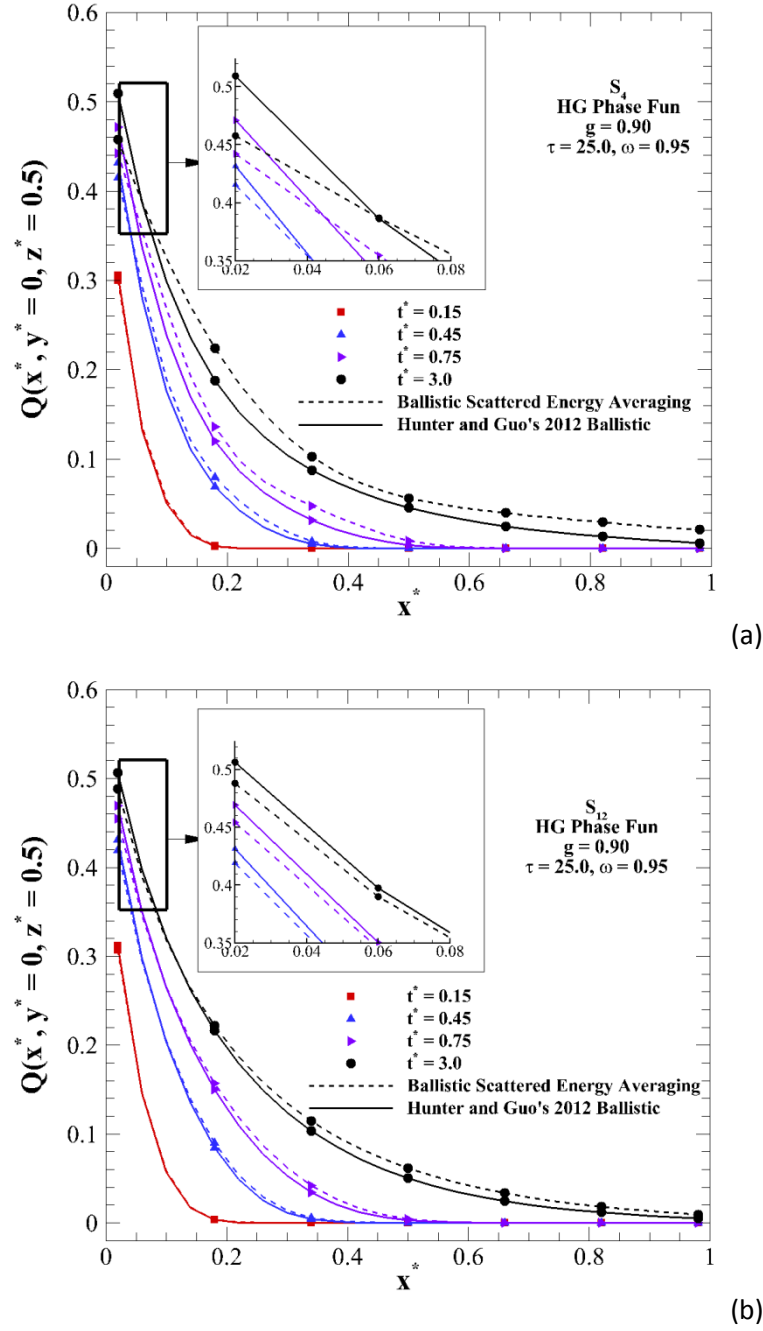 0.6
0.5
0.4
0.3
0.2
0.1
0
Q(x*, y* = 0, z* = 0.5)
0.5
0.45
0.4
0.35
0.02 0.04 0.06 0.08
S4
HG Phase Fun
g = 0.90
τ = 25.0, ω = 0.95
t* = 0.15
t* = 0.45
t* = 0.75
t* = 3.0
Ballistic Scattered Energy Averaging
Hunter and Guo's 2012 Ballistic
0 0.2 0.4 0.6 0.8 1
x*
(a)
0.6
0.5
0.4
0.3
0.2
0.1
0
Q(x*, y* = 0, z* = 0.5)
0.5
0.45
0.4
0.35
0.02 0.04 0.06 0.08
S12
HG Phase Fun
g = 0.90
τ = 25.0, ω = 0.95
t* = 0.15
t* = 0.45
t* = 0.75
t* = 3.0
Ballistic Scattered Energy Averaging
Hunter and Guo's 2012 Ballistic
0 0.2 0.4 0.6 0.8 1
x*
(b)